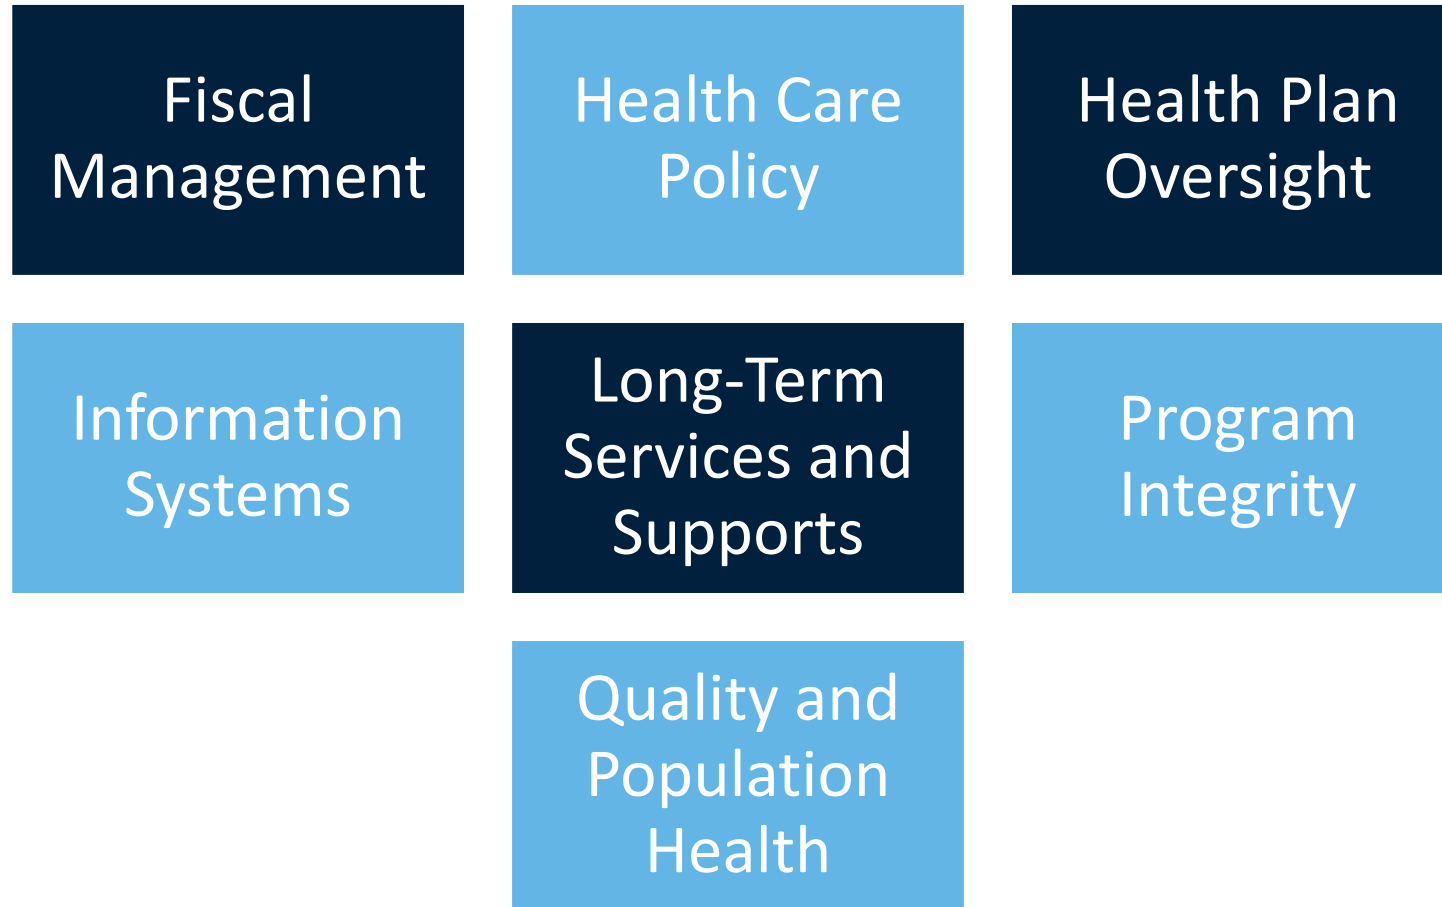 Fiscal
Management
Health Care
Policy
Health Plan
Oversight
Information
Systems
Long-Term
Services and
Supports
Program
Integrity
Quality and
Population
Health